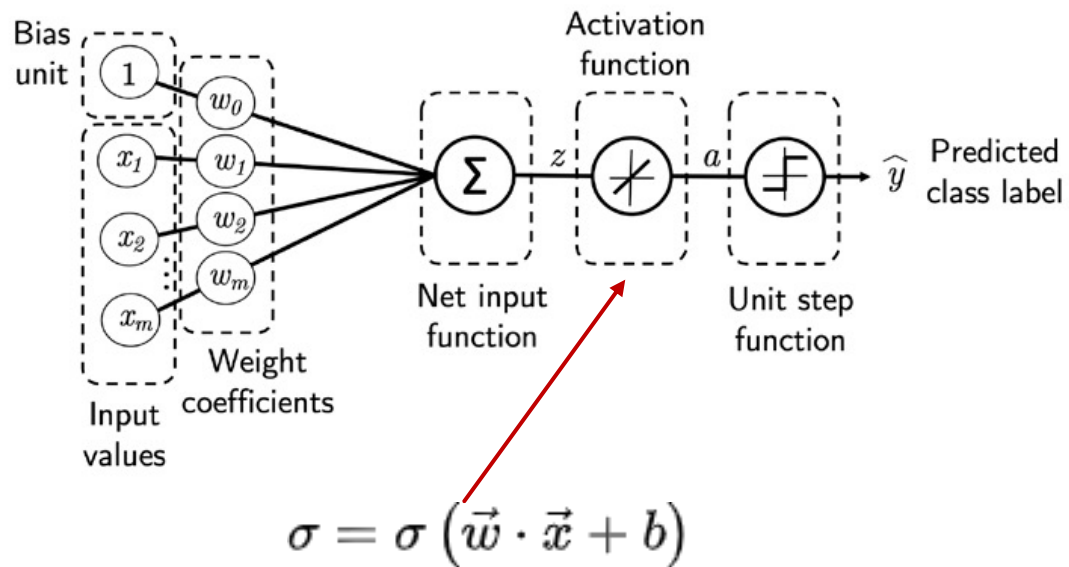 Bias
unit
1
w₀
x₁
w₁
x₂
w₂
⋮
xₘ
wₘ
Input
values
Weight
coefficients
Σ
Net input
function
z
Activation
function
a
Unit step
function
ŷ
Predicted
class label
σ = σ (w⃗ · x⃗ + b)